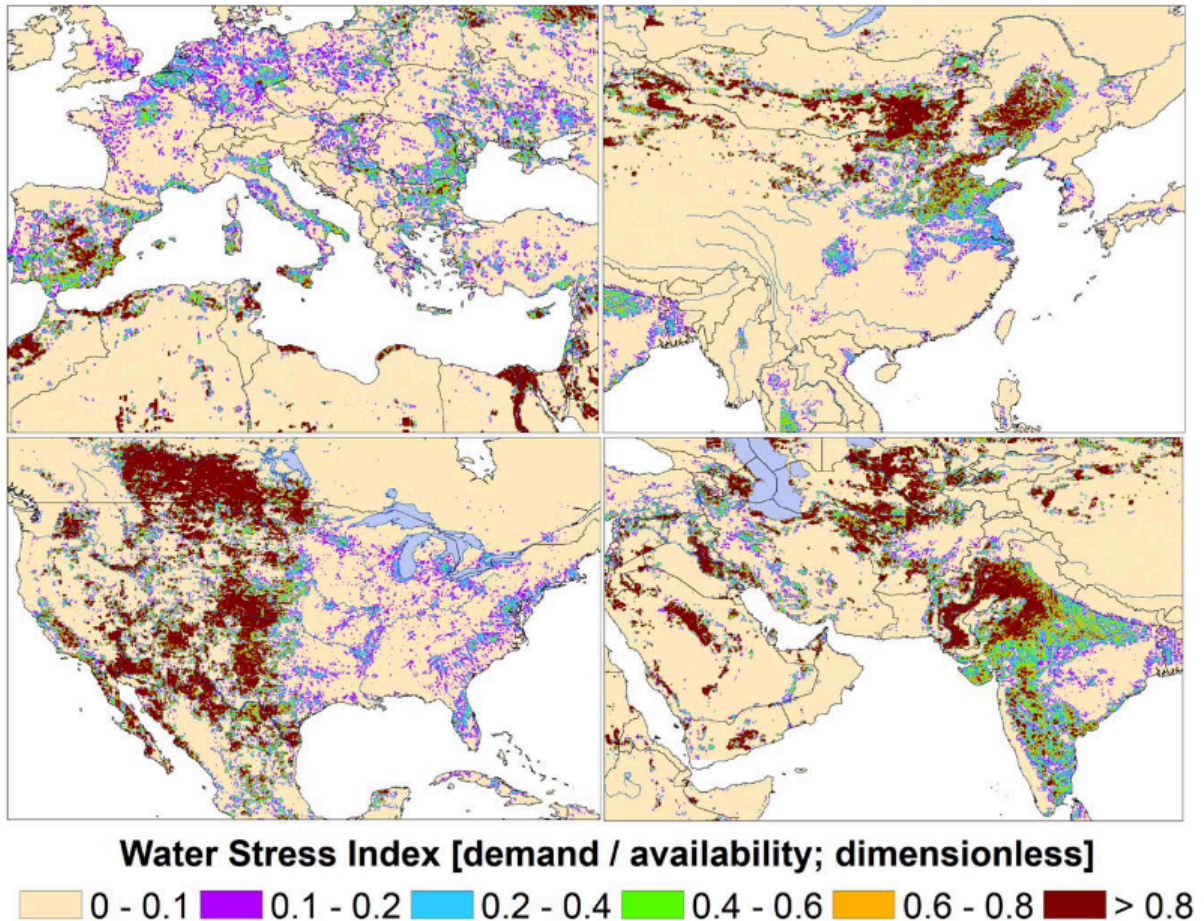 Water Stress Index [demand / availability; dimensionless]
0 - 0.1 0.1 - 0.2 0.2 - 0.4 0.4 - 0.6 0.6 - 0.8 > 0.8